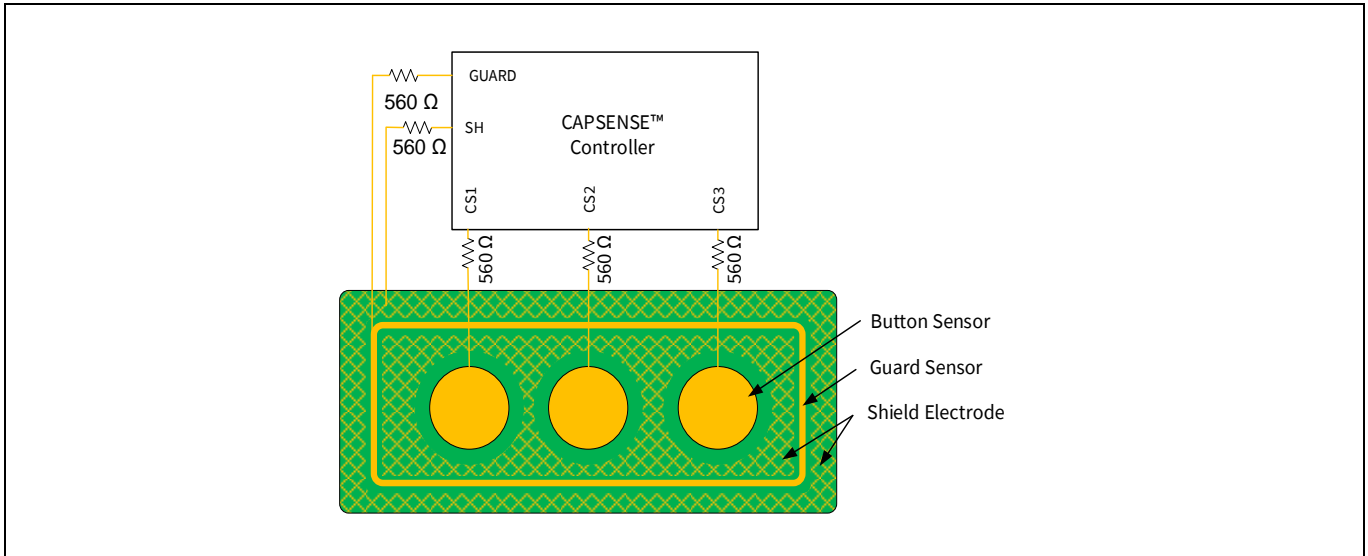 GUARD
560 Ω
SH
560 Ω
CAPSENSE™
Controller
CS1
CS2
CS3
560 Ω
560 Ω
560 Ω
Button Sensor
Guard Sensor
Shield Electrode